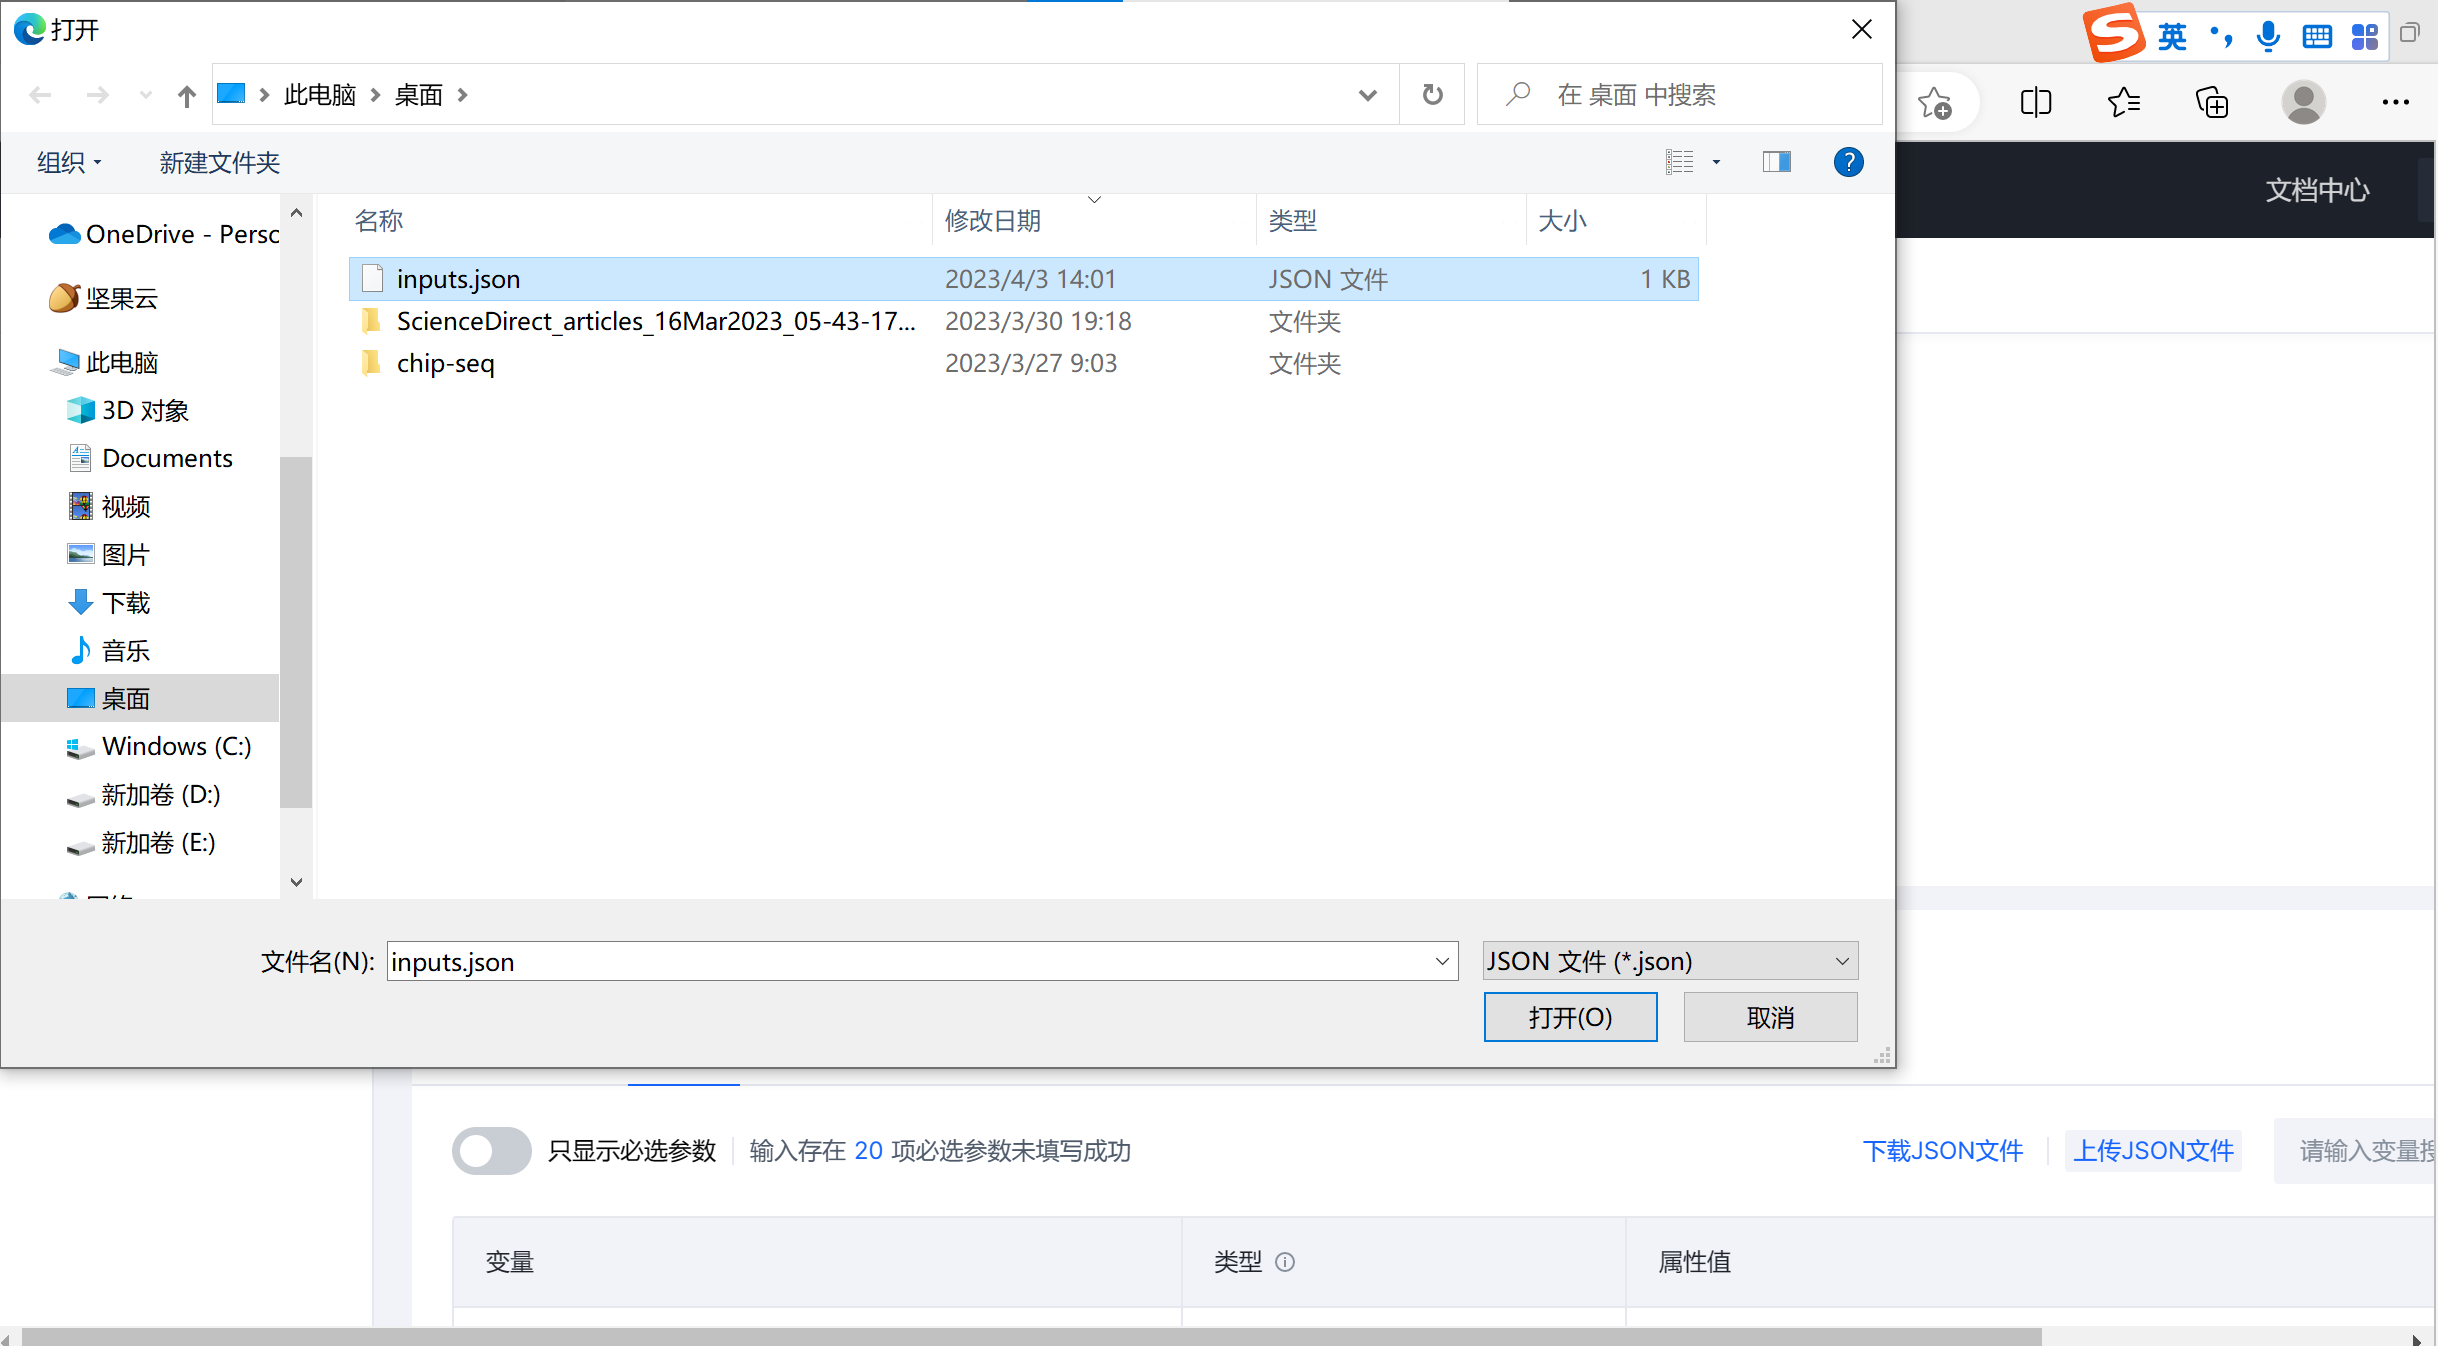 打开
英
此电脑 桌面
在 桌面 中搜索
组织 新建文件夹
?
文档中心
名称 修改日期 类型 大小
OneDrive - Perso
坚果云
此电脑
3D 对象
Documents
视频
图片
下载
音乐
桌面
Windows (C:)
新加卷 (D:)
新加卷 (E:)
inputs.json 2023/4/3 14:01 JSON 文件 1 KB
ScienceDirect_articles_16Mar2023_05-43-17... 2023/3/30 19:18 文件夹
chip-seq 2023/3/27 9:03 文件夹
文件名(N): inputs.json JSON 文件 (*.json)
打开(O) 取消
只显示必选参数 输入存在 20 项必选参数未填写成功 下载JSON文件 上传JSON文件 请输入变量搜
变量 类型 属性值